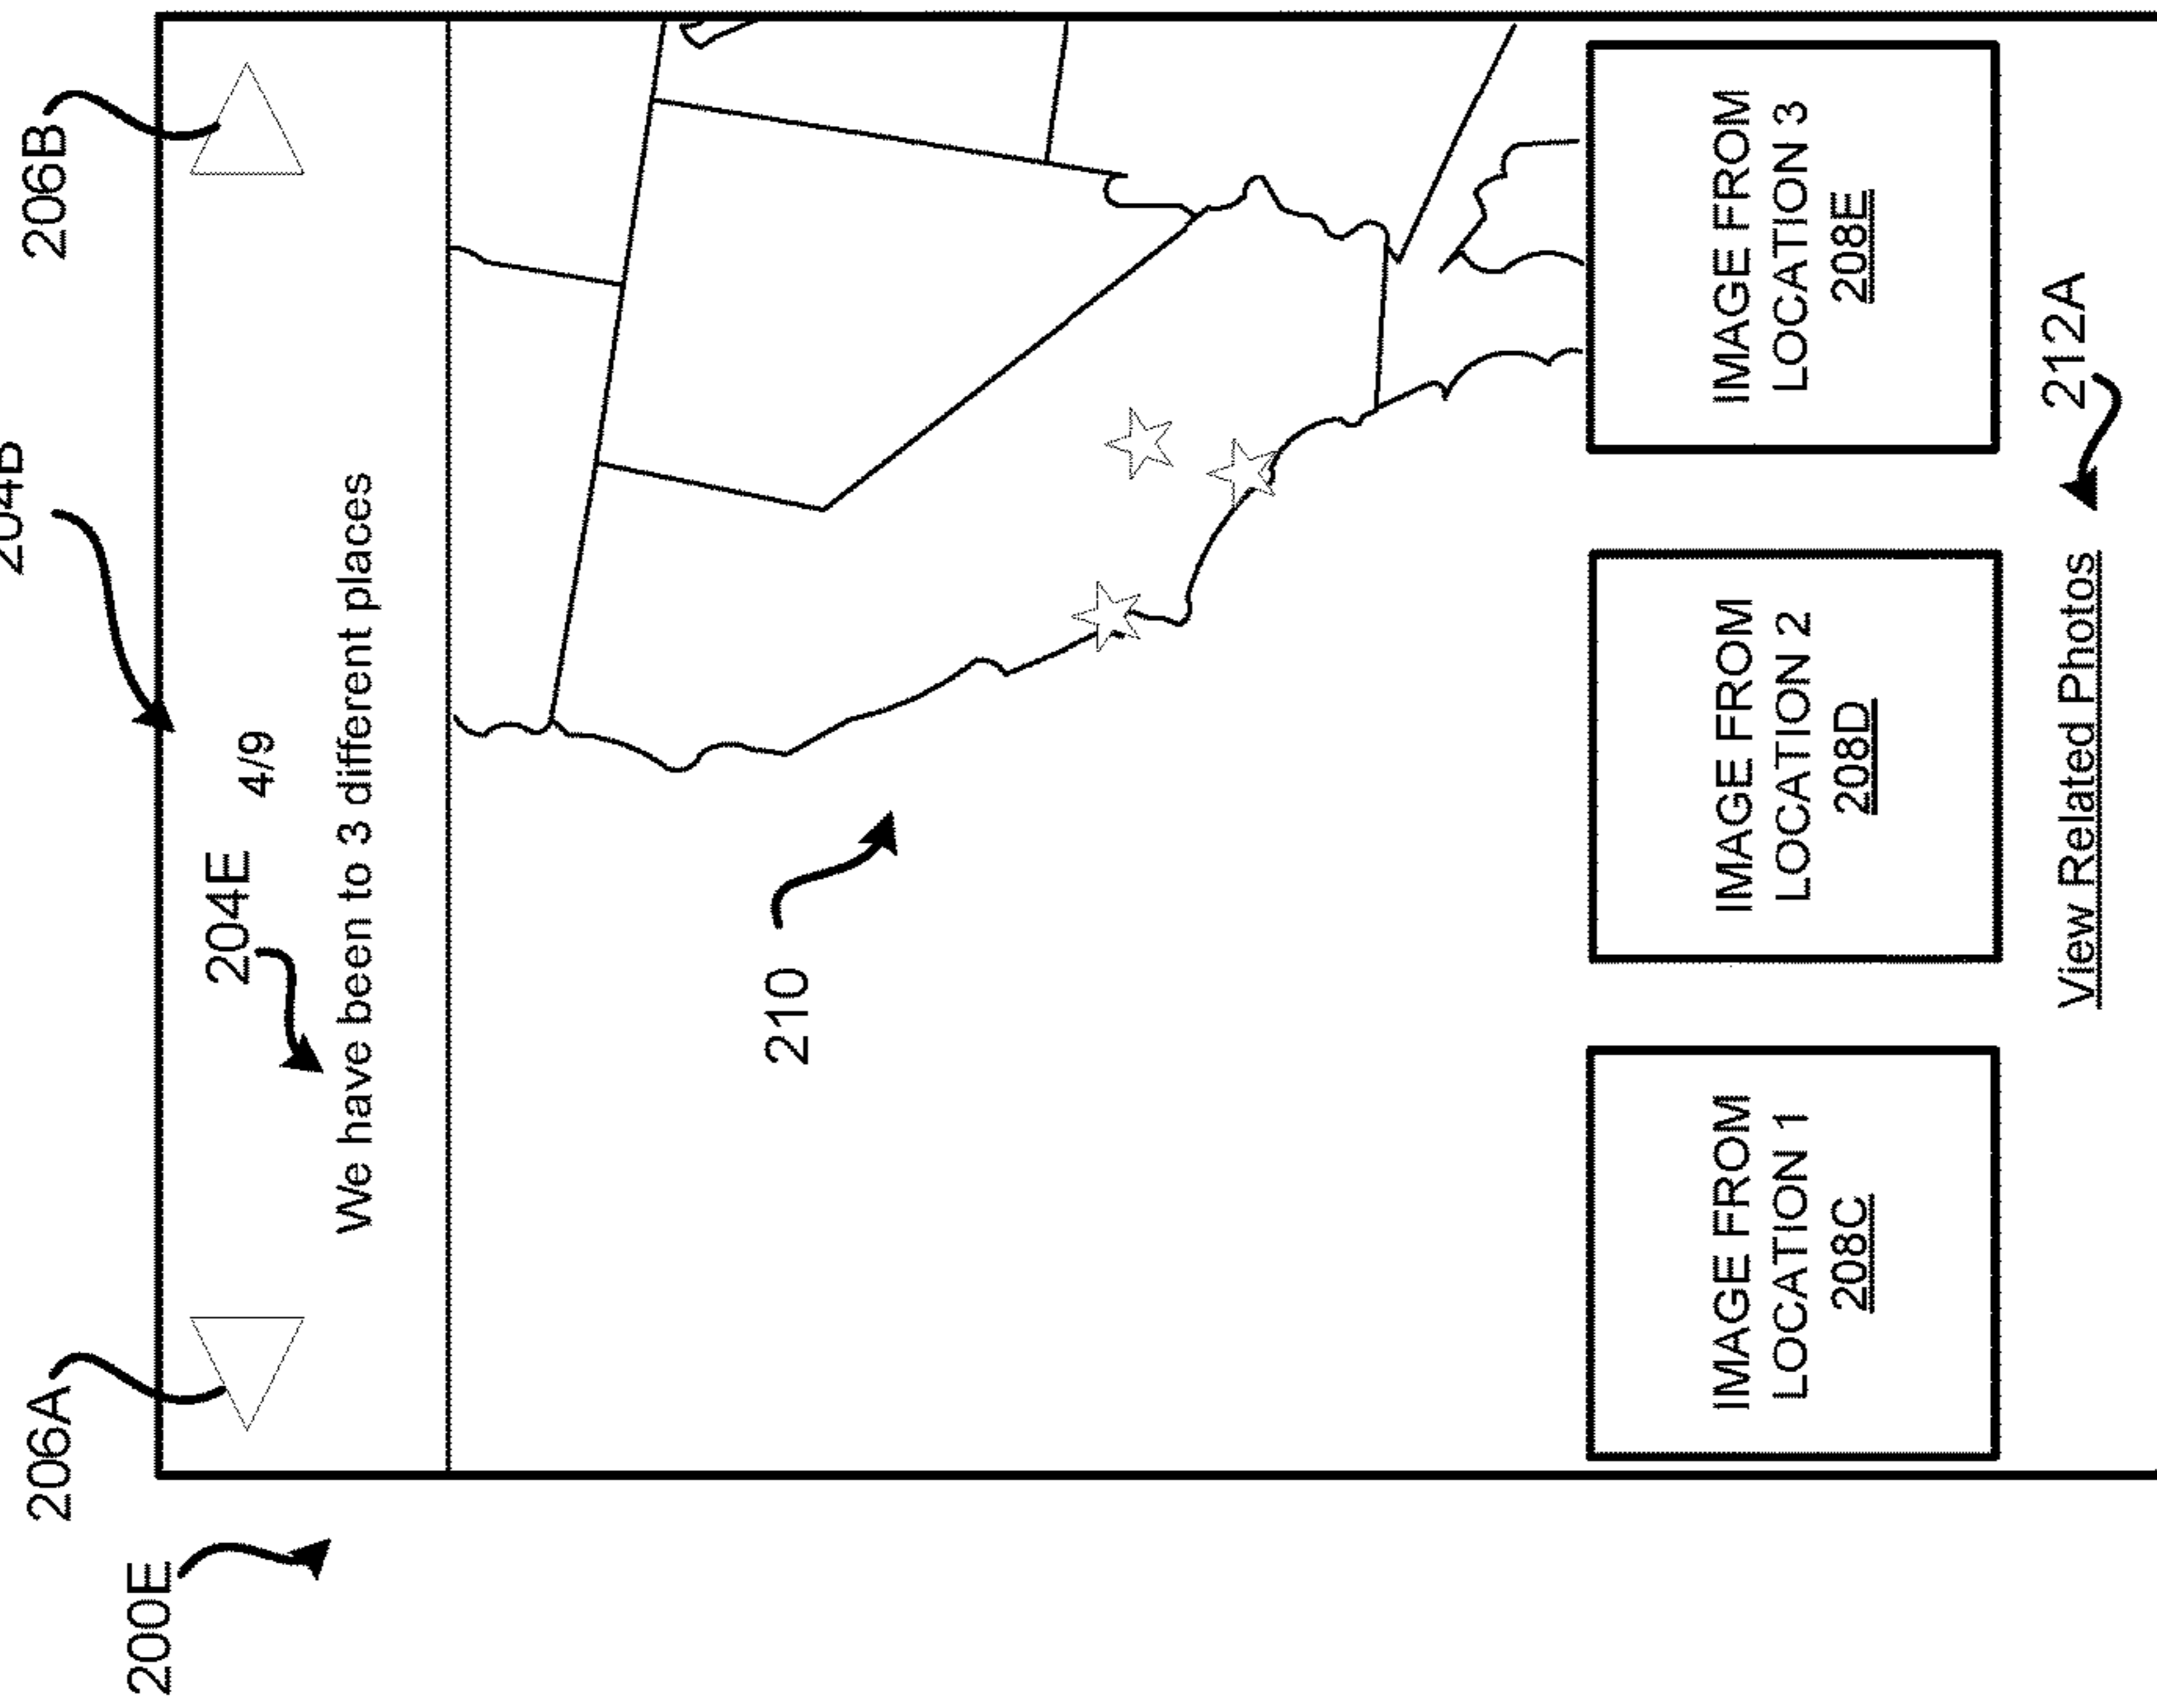 200E
206A
204B
206B
204E
4/9
We have been to 3 different places
210
IMAGE FROM
LOCATION 1
208C
IMAGE FROM
LOCATION 2
208D
IMAGE FROM
LOCATION 3
208E
View Related Photos
212A